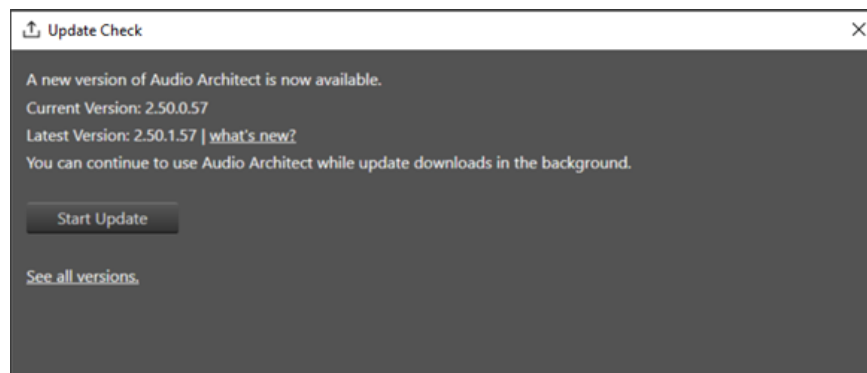 Update Check
A new version of Audio Architect is now available.
Current Version: 2.50.0.57
Latest Version: 2.50.1.57 | what's new?
You can continue to use Audio Architect while update downloads in the background.
Start Update
See all versions.